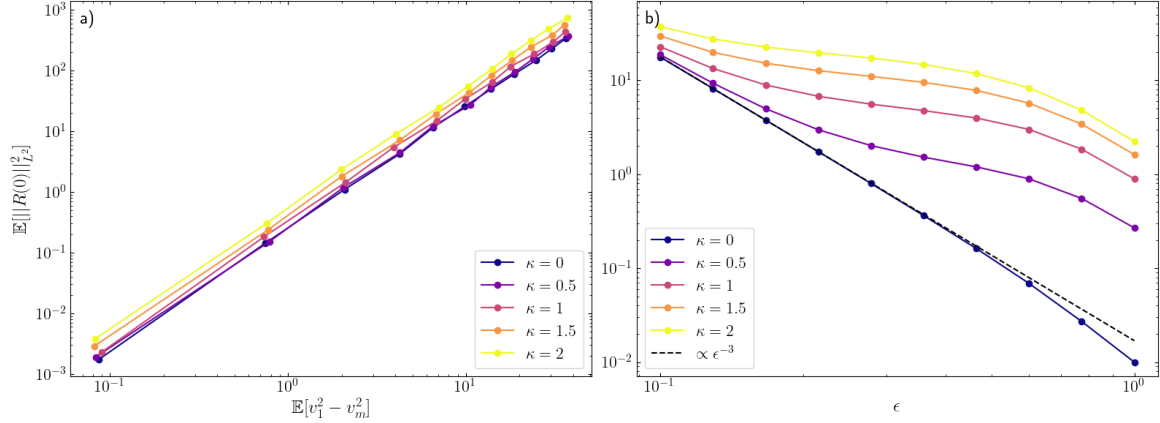 a)
10^3
10^2
10^1
10^0
10^{-1}
10^{-2}
10^{-3}
𝔼[||R(0)||^2_{L^2}]
κ = 0
κ = 0.5
κ = 1
κ = 1.5
κ = 2
10^{-1}
10^0
10^1
𝔼[v_1^2 − v_m^2]
b)
10^1
10^0
10^{-1}
10^{-2}
κ = 0
κ = 0.5
κ = 1
κ = 1.5
κ = 2
∝ ϵ^{-3}
10^{-1}
10^0
ϵ